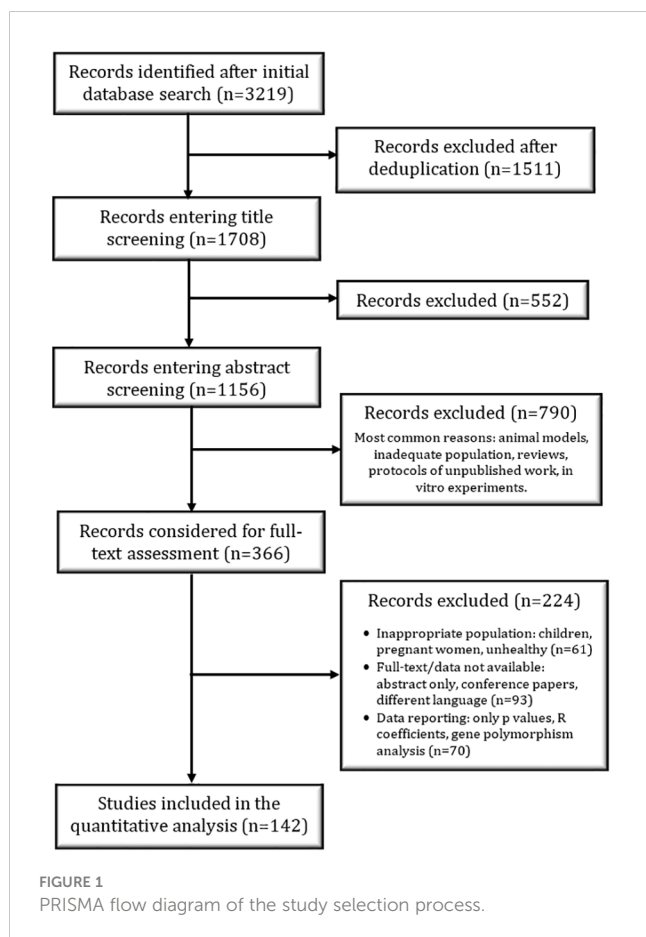 Records identified after initial
database search (n=3219)
Records excluded after
deduplication (n=1511)
Records entering title
screening (n=1708)
Records excluded (n=552)
Records entering abstract
screening (n=1156)
Records excluded (n=790)
Most common reasons: animal models,
inadequate population, reviews,
protocols of unpublished work, in
vitro experiments.
Records considered for full-
text assessment (n=366)
Records excluded (n=224)
• Inappropriate population: children,
pregnant women, unhealthy (n=61)
• Full-text/data not available:
abstract only, conference papers,
different language (n=93)
• Data reporting: only p values, R
coefficients, gene polymorphism
analysis (n=70)
Studies included in the
quantitative analysis (n=142)
FIGURE 1
PRISMA flow diagram of the study selection process.